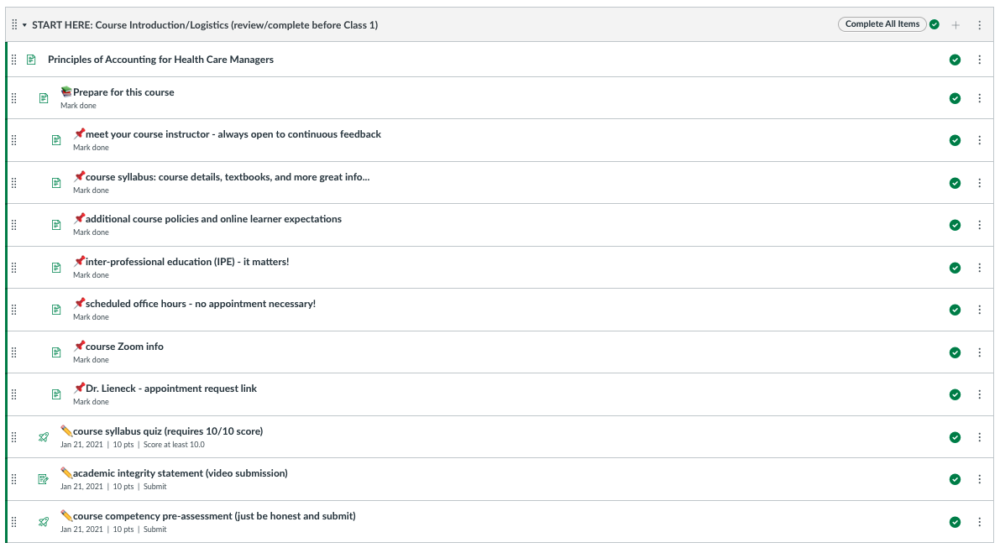 START HERE: Course Introduction/Logistics (review/complete before Class 1)
Complete All Items
Principles of Accounting for Health Care Managers
Prepare for this course
Mark done
meet your course instructor - always open to continuous feedback
Mark done
course syllabus: course details, textbooks, and more great info...
Mark done
additional course policies and online learner expectations
Mark done
inter-professional education (IPE) - it matters!
Mark done
scheduled office hours - no appointment necessary!
Mark done
course Zoom info
Mark done
Dr. Lieneck - appointment request link
Mark done
course syllabus quiz (requires 10/10 score)
Jan 21, 2021 | 10 pts | Score at least 10.0
academic integrity statement (video submission)
Jan 21, 2021 | 10 pts | Submit
course competency pre-assessment (just be honest and submit)
Jan 21, 2021 | 10 pts | Submit